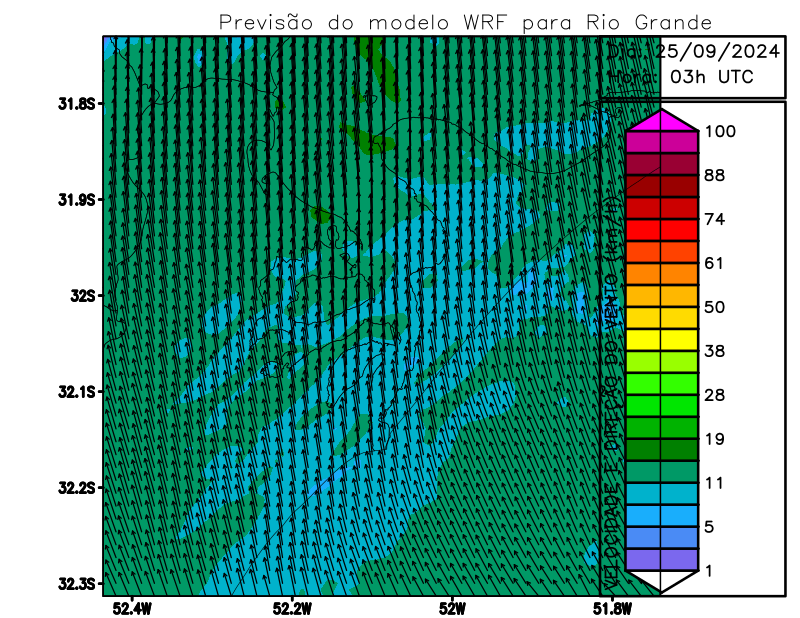 Previsão do modelo WRF para Rio Grande
Dia: 25/09/2024
Hora: 03h UTC
31.8S
31.9S
32S
32.1S
32.2S
32.3S
52.4W
52.2W
52W
51.8W
VELOCIDADE E DIREÇÃO DO VENTO (km/h)
100
88
74
61
50
38
28
19
11
5
1